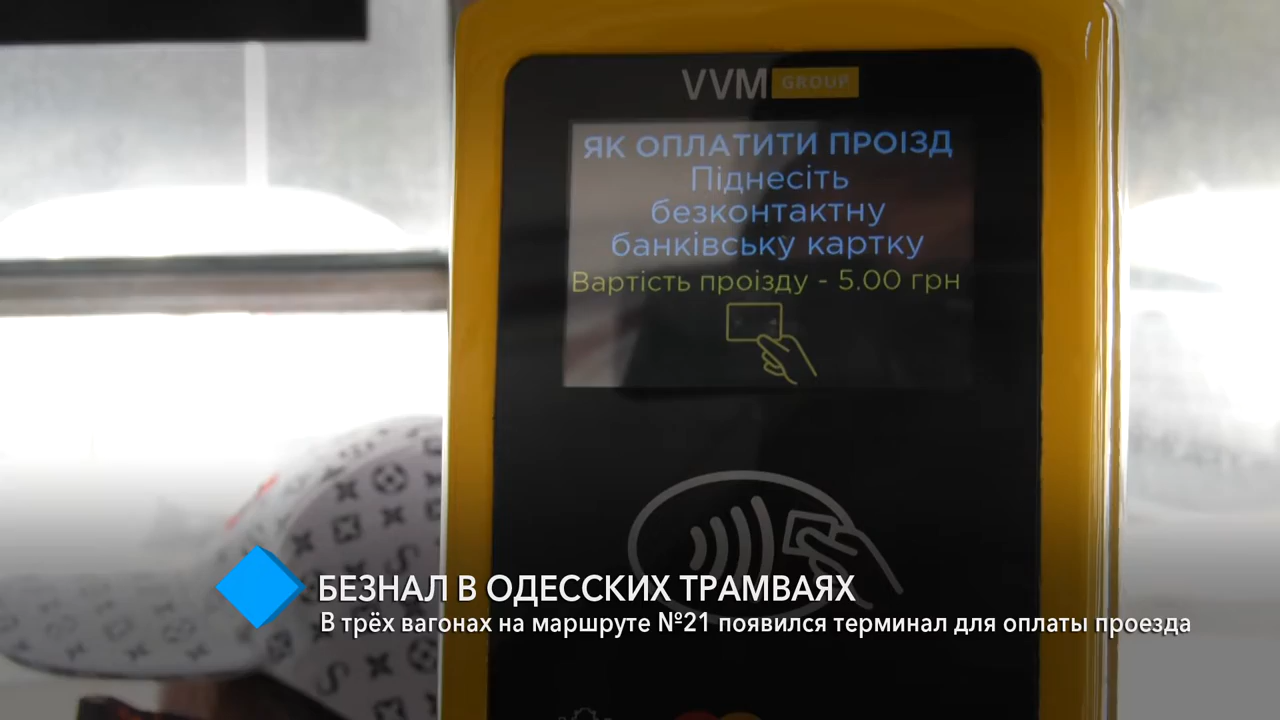 VVM GROUP
ЯК ОПЛАТИТИ ПРОЇЗД
Піднесіть
безконтактну
банківську картку
Вартість проїзду - 5.00 грн
БЕЗНАЛ В ОДЕССКИХ ТРАМВАЯХ
В трёх вагонах на маршруте №21 появился терминал для оплаты проезда